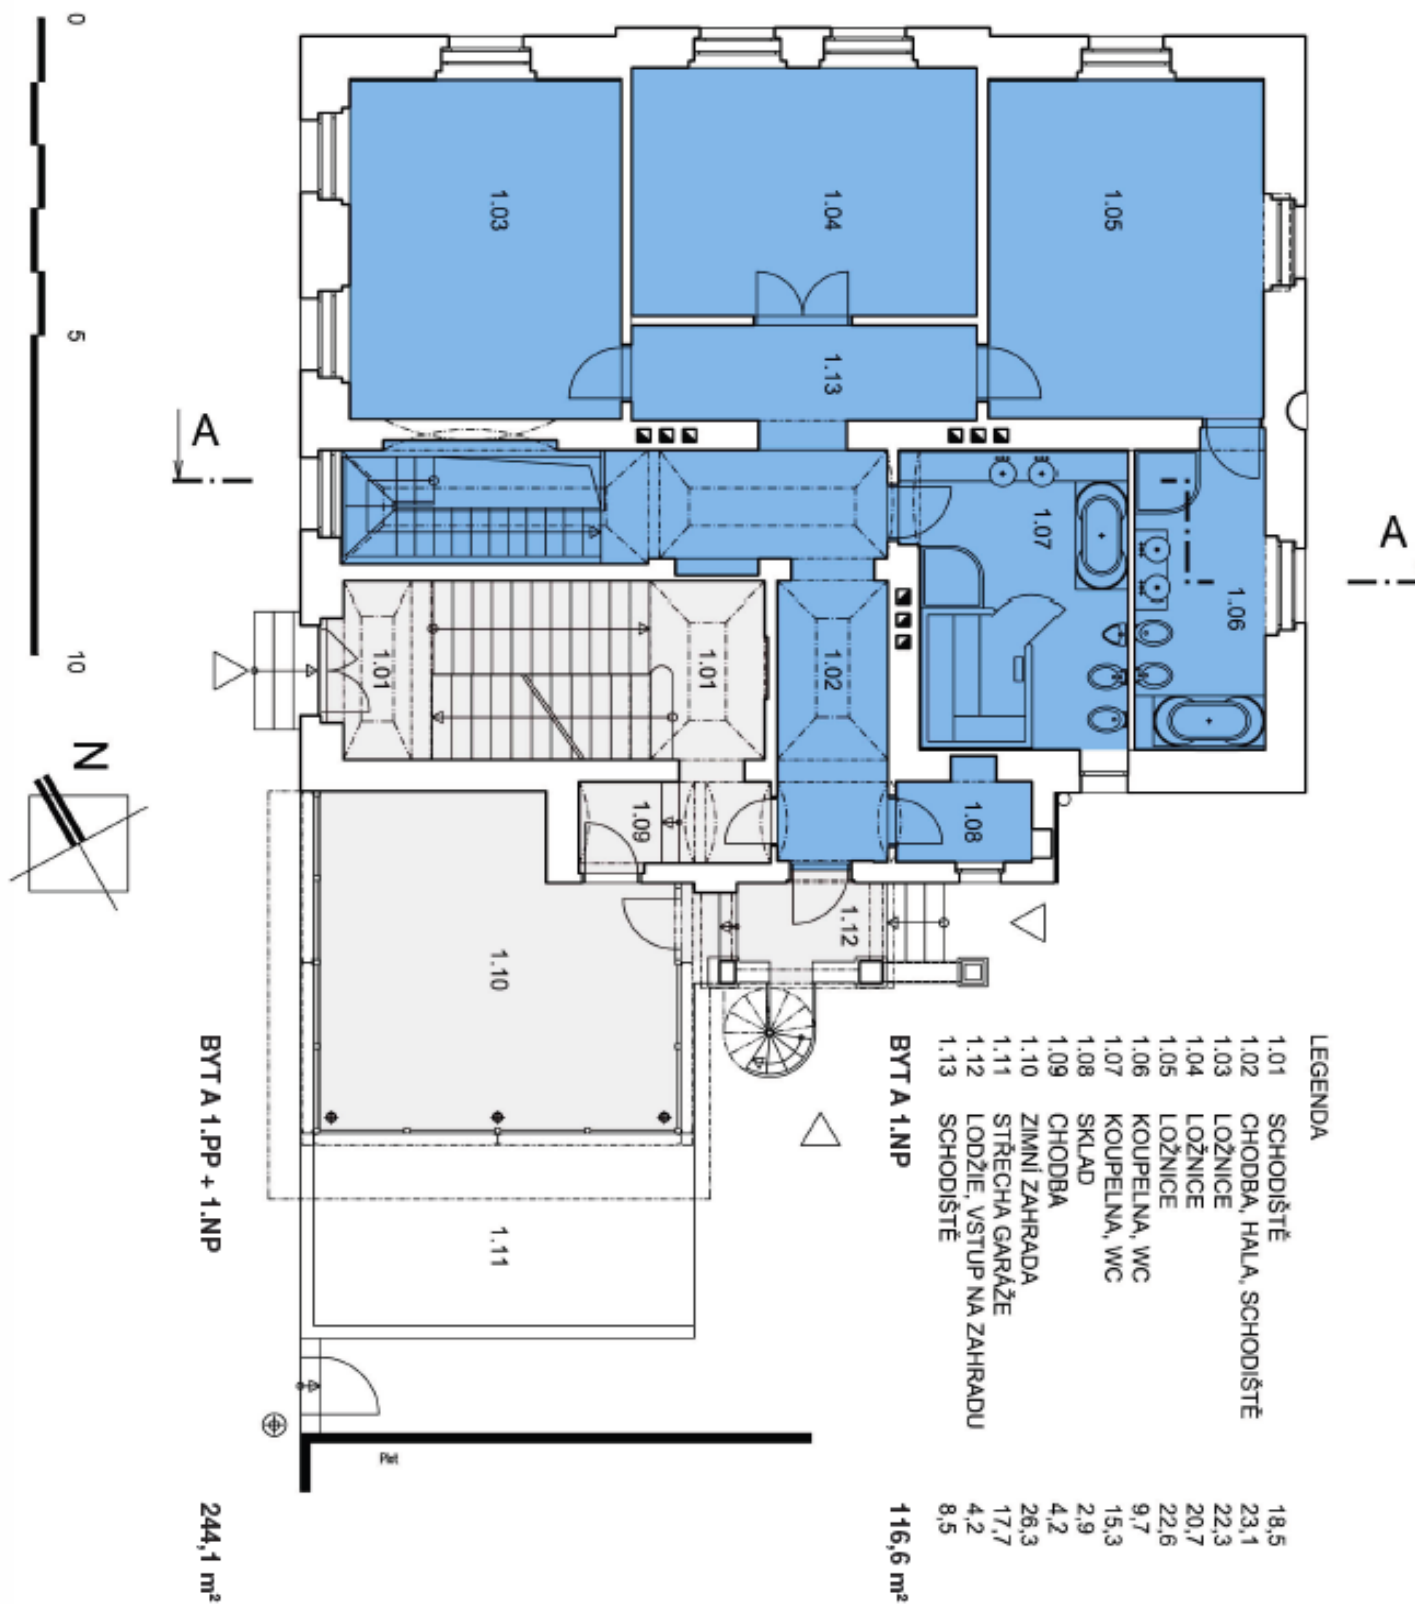 LEGENDA
1.01 SCHODIŠTĚ 18,5
1.02 CHODBA, HALA, SCHODIŠTĚ 23,1
1.03 LOŽNICE 22,3
1.04 LOŽNICE 20,7
1.05 LOŽNICE 22,6
1.06 KOUPELNA, WC 9,7
1.07 KOUPELNA, WC 15,3
1.08 SKLAD 2,9
1.09 CHODBA 4,2
1.10 ZIMNÍ ZAHRADA 26,3
1.11 STŘECHA GARÁŽE 17,7
1.12 LODŽIE, VSTUP NA ZAHRADU 4,2
1.13 SCHODIŠTĚ 8,5
BYT A 1.NP 116,6 m²
BYT A 1.PP + 1.NP 244,1 m²
0
5
10
N
A
A
1.03
1.04
1.05
1.13
1.07
1.06
1.01
1.01
1.02
1.09
1.08
1.12
1.10
1.11
Plot